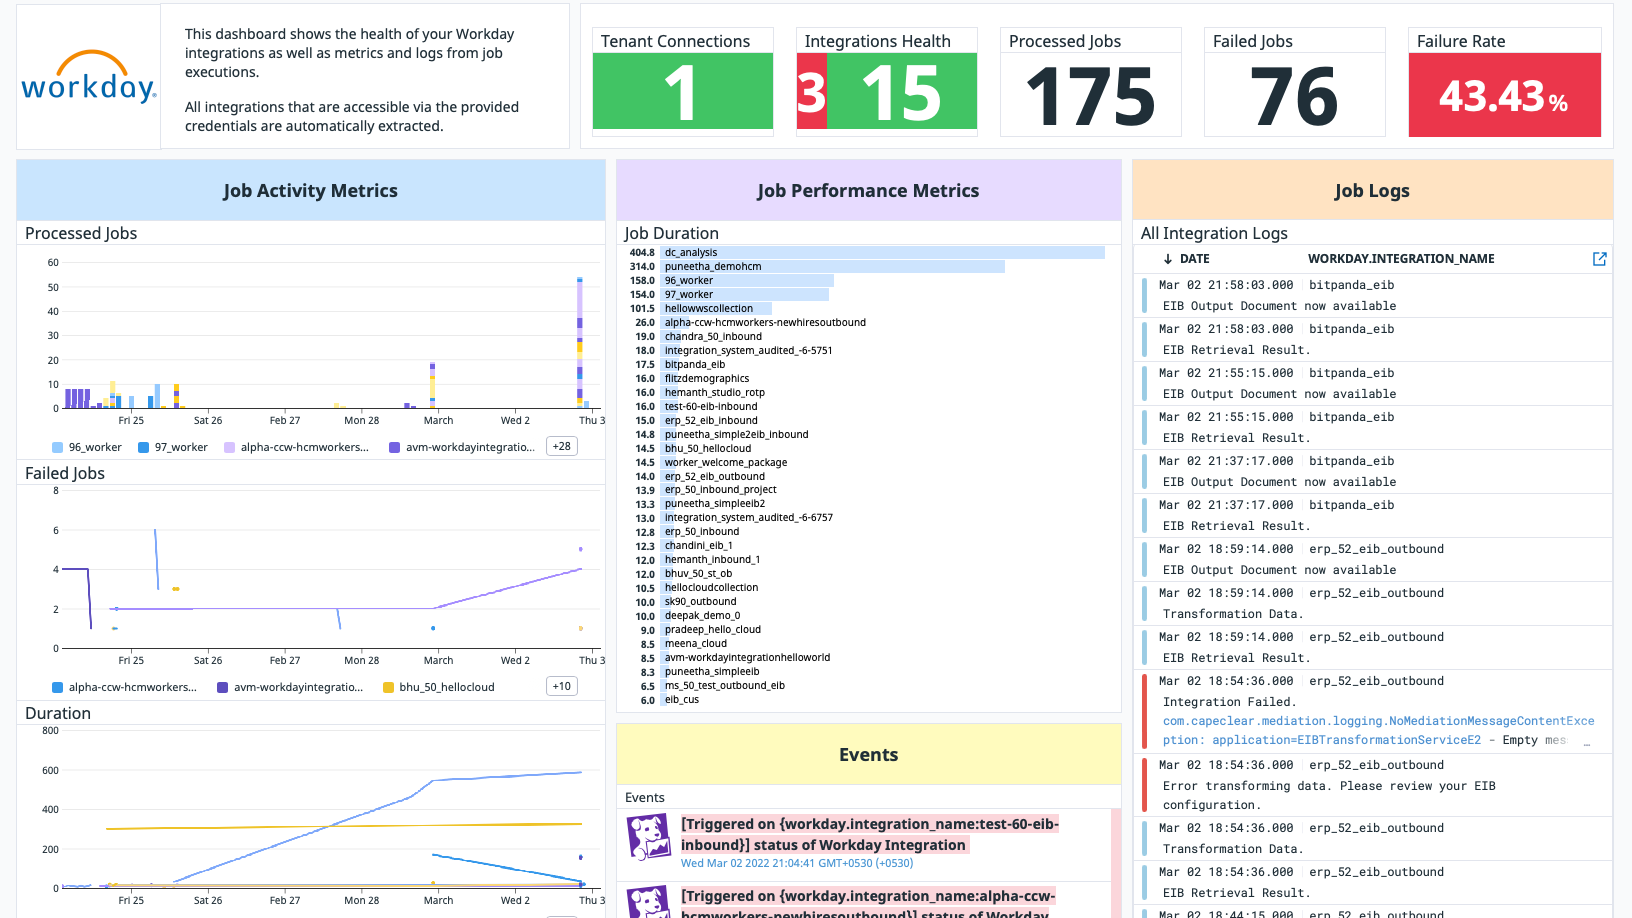 workday.
This dashboard shows the health of your Workday
integrations as well as metrics and logs from job
executions.
All integrations that are accessible via the provided
credentials are automatically extracted.
Tenant Connections
1
Integrations Health
3 15
Processed Jobs
175
Failed Jobs
76
Failure Rate
43.43%
Job Activity Metrics
Processed Jobs
60
50
40
30
20
10
0
Fri 25 Sat 26 Feb 27 Mon 28 March Wed 2 Thu 3
96_worker 97_worker alpha-ccw-hcmworkers... avm-workdayintegratio... +28
Failed Jobs
8
6
4
2
0
Fri 25 Sat 26 Feb 27 Mon 28 March Wed 2 Thu 3
alpha-ccw-hcmworkers... avm-workdayintegratio... bhu_50_hellocloud +10
Duration
800
600
400
200
0
Fri 25 Sat 26 Feb 27 Mon 28 March Wed 2 Thu 3
Job Performance Metrics
Job Duration
404.8 dc_analysis
314.0 puneetha_demohcm
158.0 96_worker
154.0 97_worker
101.5 hellowwscollection
26.0 alpha-ccw-hcmworkers-newhiresoutbound
19.0 chandra_50_inbound
18.0 integration_system_audited_-6-5751
17.5 bitpanda_eib
16.0 flitzdemographics
16.0 hemanth_studio_rotp
16.0 test-60-eib-inbound
15.0 erp_52_eib_inbound
14.8 puneetha_simple2eib_inbound
14.5 bhu_50_hellocloud
14.5 worker_welcome_package
14.0 erp_52_eib_outbound
13.9 erp_50_inbound_project
13.3 puneetha_simpleeib2
13.0 integration_system_audited_-6-6757
12.8 erp_50_inbound
12.3 chandini_eib_1
12.0 hemanth_inbound_1
12.0 bhuv_50_st_ob
10.5 hellocloudcollection
10.0 sk90_outbound
10.0 deepak_demo_0
9.0 pradeep_hello_cloud
8.5 meena_cloud
8.5 avm-workdayintegrationhelloworld
8.3 puneetha_simpleeib
6.5 ms_50_test_outbound_eib
6.0 eib_cus
Events
Events
[Triggered on {workday.integration_name:test-60-eib-
inbound}] status of Workday Integration
Wed Mar 02 2022 21:04:41 GMT+0530 (+0530)
[Triggered on {workday.integration_name:alpha-ccw-
hcmworkers-newhiresoutbound}] status of Workday
Job Logs
All Integration Logs
↓ DATE WORKDAY.INTEGRATION_NAME
Mar 02 21:58:03.000 bitpanda_eib
EIB Output Document now available
Mar 02 21:58:03.000 bitpanda_eib
EIB Retrieval Result.
Mar 02 21:55:15.000 bitpanda_eib
EIB Output Document now available
Mar 02 21:55:15.000 bitpanda_eib
EIB Retrieval Result.
Mar 02 21:37:17.000 bitpanda_eib
EIB Output Document now available
Mar 02 21:37:17.000 bitpanda_eib
EIB Retrieval Result.
Mar 02 18:59:14.000 erp_52_eib_outbound
EIB Output Document now available
Mar 02 18:59:14.000 erp_52_eib_outbound
Transformation Data.
Mar 02 18:59:14.000 erp_52_eib_outbound
EIB Retrieval Result.
Mar 02 18:54:36.000 erp_52_eib_outbound
Integration Failed.
com.capeclear.mediation.logging.NoMediationMessageContentExce
ption: application=EIBTransformationServiceE2 - Empty mes …
Mar 02 18:54:36.000 erp_52_eib_outbound
Error transforming data. Please review your EIB
configuration.
Mar 02 18:54:36.000 erp_52_eib_outbound
Transformation Data.
Mar 02 18:54:36.000 erp_52_eib_outbound
EIB Retrieval Result.
Mar 02 18:44:15.000 erp_52_eib_outbound